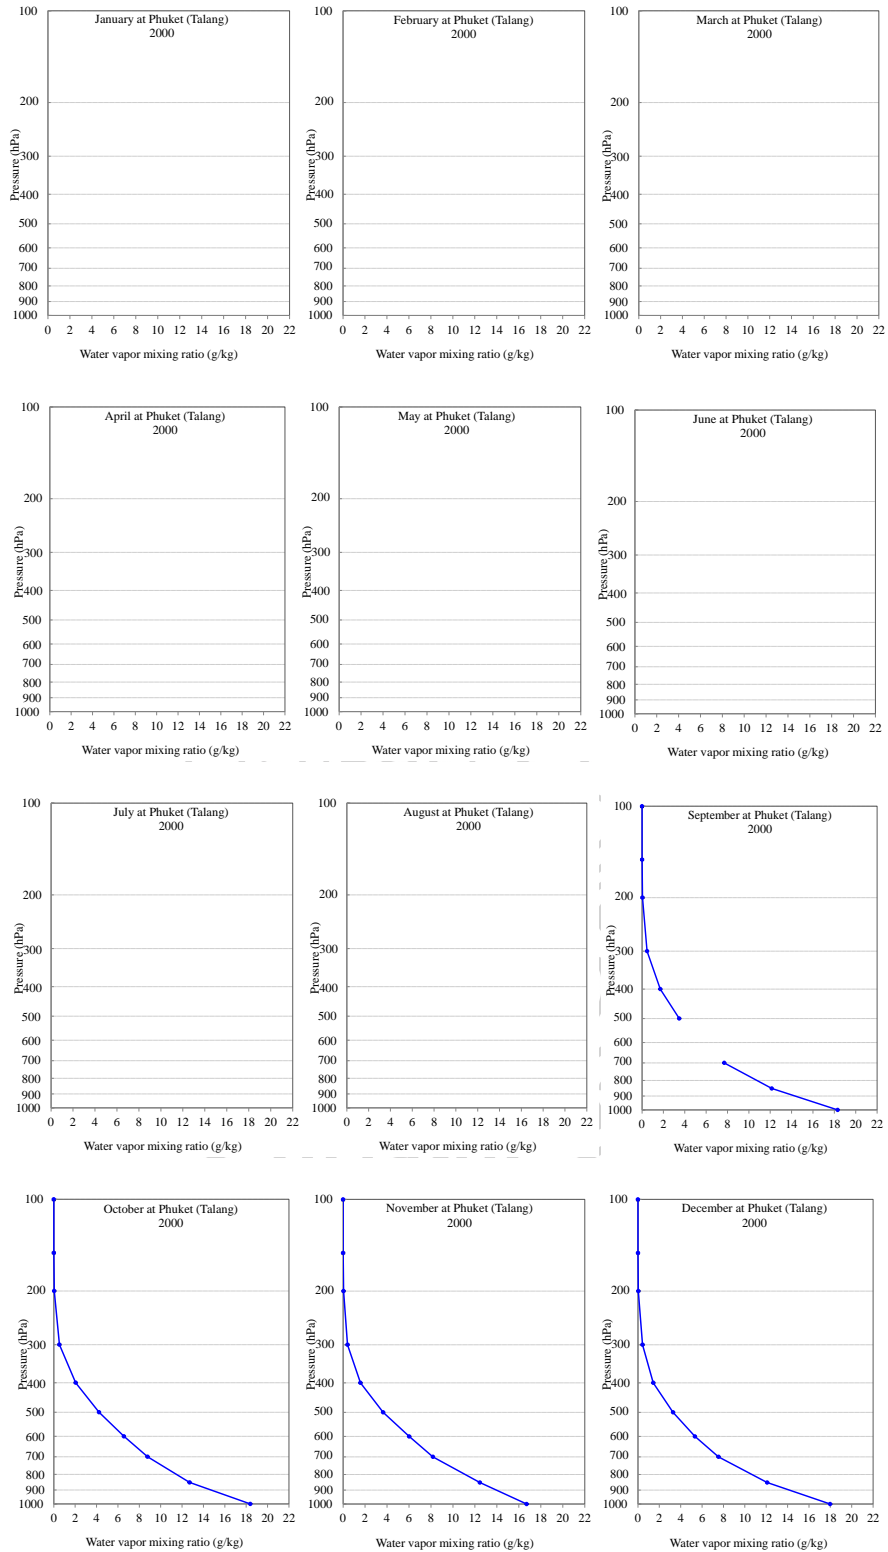 January at Phuket (Talang)
2000
Pressure (hPa)
100
200
300
400
500
600
700
800
900
1000
0 2 4 6 8 10 12 14 16 18 20 22
Water vapor mixing ratio (g/kg)
February at Phuket (Talang)
2000
Pressure (hPa)
100
200
300
400
500
600
700
800
900
1000
0 2 4 6 8 10 12 14 16 18 20 22
Water vapor mixing ratio (g/kg)
March at Phuket (Talang)
2000
Pressure (hPa)
100
200
300
400
500
600
700
800
900
1000
0 2 4 6 8 10 12 14 16 18 20 22
Water vapor mixing ratio (g/kg)
April at Phuket (Talang)
2000
Pressure (hPa)
100
200
300
400
500
600
700
800
900
1000
0 2 4 6 8 10 12 14 16 18 20 22
Water vapor mixing ratio (g/kg)
May at Phuket (Talang)
2000
Pressure (hPa)
100
200
300
400
500
600
700
800
900
1000
0 2 4 6 8 10 12 14 16 18 20 22
Water vapor mixing ratio (g/kg)
June at Phuket (Talang)
2000
Pressure (hPa)
100
200
300
400
500
600
700
800
900
1000
0 2 4 6 8 10 12 14 16 18 20 22
Water vapor mixing ratio (g/kg)
July at Phuket (Talang)
2000
Pressure (hPa)
100
200
300
400
500
600
700
800
900
1000
0 2 4 6 8 10 12 14 16 18 20 22
Water vapor mixing ratio (g/kg)
August at Phuket (Talang)
2000
Pressure (hPa)
100
200
300
400
500
600
700
800
900
1000
0 2 4 6 8 10 12 14 16 18 20 22
Water vapor mixing ratio (g/kg)
September at Phuket (Talang)
2000
Pressure (hPa)
100
200
300
400
500
600
700
800
900
1000
0 2 4 6 8 10 12 14 16 18 20 22
Water vapor mixing ratio (g/kg)
October at Phuket (Talang)
2000
Pressure (hPa)
100
200
300
400
500
600
700
800
900
1000
0 2 4 6 8 10 12 14 16 18 20 22
Water vapor mixing ratio (g/kg)
November at Phuket (Talang)
2000
Pressure (hPa)
100
200
300
400
500
600
700
800
900
1000
0 2 4 6 8 10 12 14 16 18 20 22
Water vapor mixing ratio (g/kg)
December at Phuket (Talang)
2000
Pressure (hPa)
100
200
300
400
500
600
700
800
900
1000
0 2 4 6 8 10 12 14 16 18 20 22
Water vapor mixing ratio (g/kg)